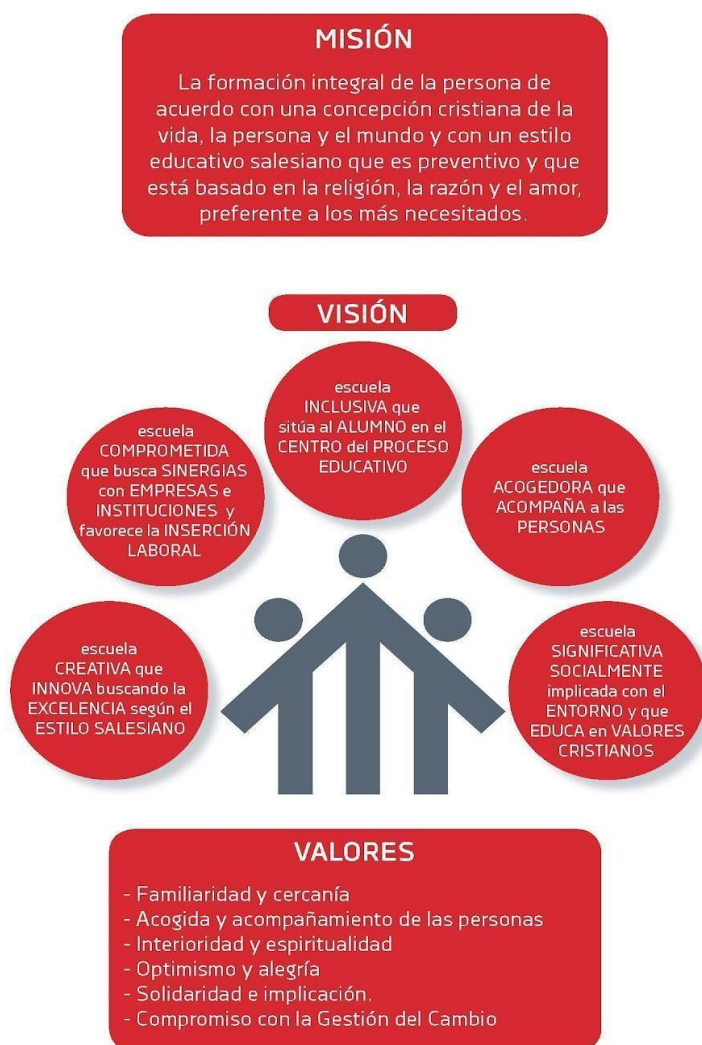 MISIÓN
La formación integral de la persona de
acuerdo con una concepción cristiana de la
vida, la persona y el mundo y con un estilo
educativo salesiano que es preventivo y que
está basado en la religión, la razón y el amor,
preferente a los más necesitados.
VISIÓN
escuela
INCLUSIVA que
sitúa al ALUMNO en el
CENTRO del PROCESO
EDUCATIVO
escuela
COMPROMETIDA
que busca SINERGIAS
con EMPRESAS e
INSTITUCIONES y
favorece la INSERCIÓN
LABORAL
escuela
ACOGEDORA que
ACOMPAÑA a las
PERSONAS
escuela
CREATIVA que
INNOVA buscando la
EXCELENCIA según el
ESTILO SALESIANO
escuela
SIGNIFICATIVA
SOCIALMENTE
implicada con el
ENTORNO y que
EDUCA en VALORES
CRISTIANOS
VALORES
- Familiaridad y cercanía
- Acogida y acompañamiento de las personas
- Interioridad y espiritualidad
- Optimismo y alegría
- Solidaridad e implicación.
- Compromiso con la Gestión del Cambio